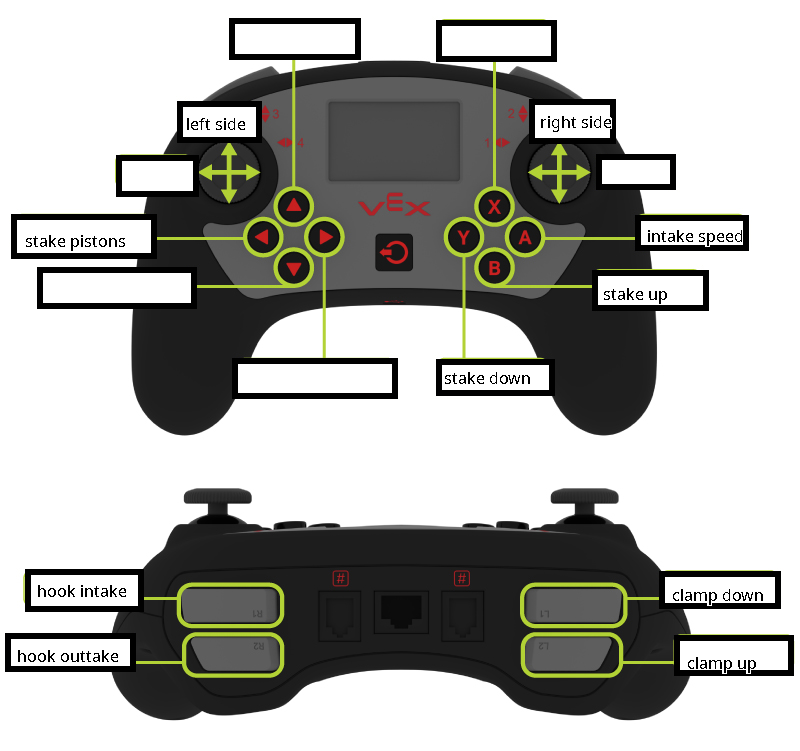 left side
3
4
2
1
right side
VEX
X
Y
A
B
stake pistons
intake speed
stake up
stake down
#
#
hook intake
R1
L1
clamp down
hook outtake
R2
L2
clamp up